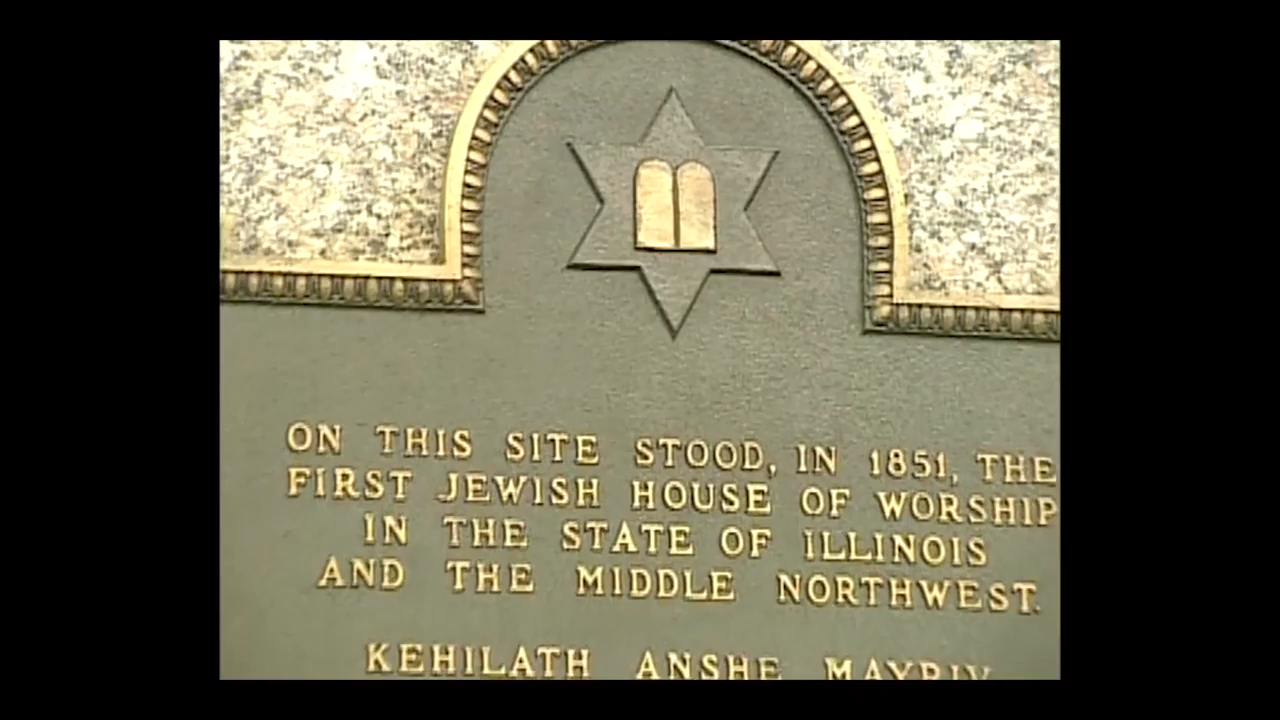 ON THIS SITE STOOD, IN 1851, THE
FIRST JEWISH HOUSE OF WORSHIP
IN THE STATE OF ILLINOIS
AND THE MIDDLE NORTHWEST.
KEHILATH ANSHE MAYRIV